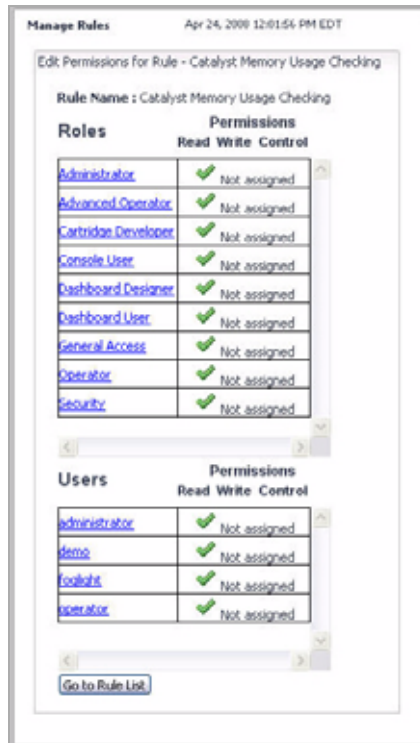 Manage Rules Apr 24, 2008 12:01:56 PM EDT
Edit Permissions for Rule - Catalyst Memory Usage Checking
Rule Name : Catalyst Memory Usage Checking
Roles Permissions
Read Write Control
Administrator Not assigned
Advanced Operator Not assigned
Cartridge Developer Not assigned
Console User Not assigned
Dashboard Designer Not assigned
Dashboard User Not assigned
General Access Not assigned
Operator Not assigned
Security Not assigned
Users Permissions
Read Write Control
administrator Not assigned
demo Not assigned
foglight Not assigned
operator Not assigned
Go to Rule List